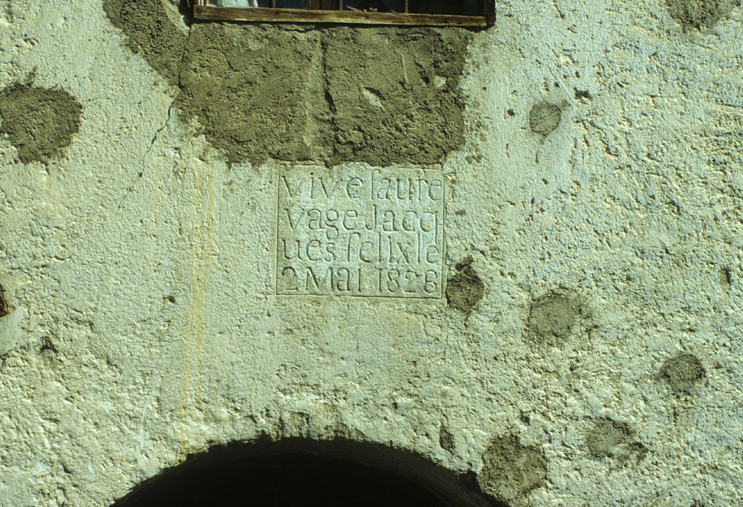 vive laure
vage Jacq
ues felix le
2 Mai 1828